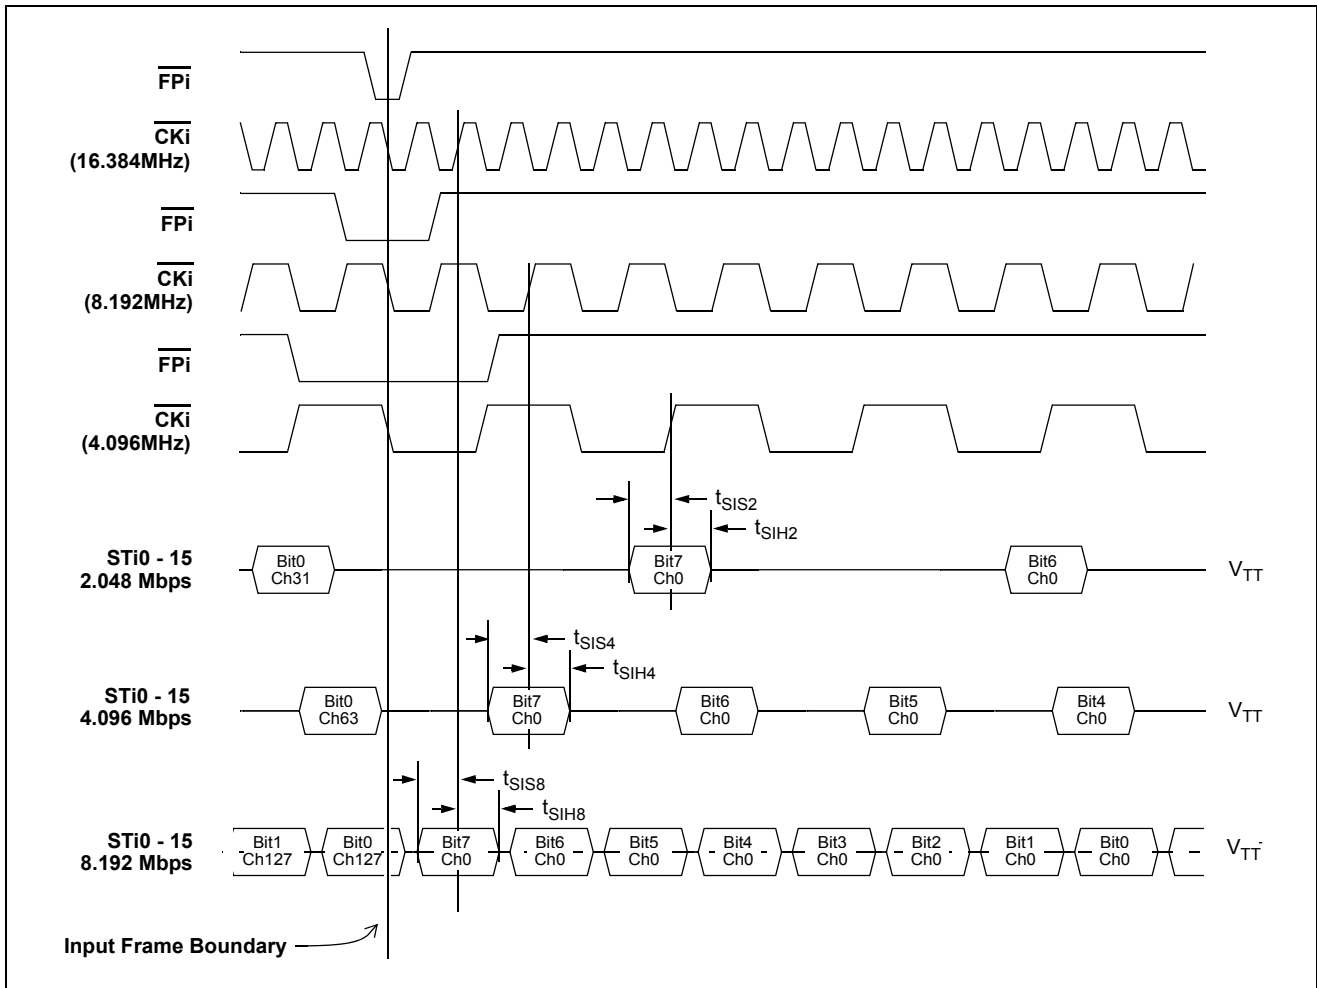 FPi
CKi
(16.384MHz)
FPi
CKi
(8.192MHz)
FPi
CKi
(4.096MHz)
tSIS2
tSIH2
STi0 - 15
2.048 Mbps
Bit0
Ch31
Bit7
Ch0
Bit6
Ch0
VTT
tSIS4
tSIH4
STi0 - 15
4.096 Mbps
Bit0
Ch63
Bit7
Ch0
Bit6
Ch0
Bit5
Ch0
Bit4
Ch0
VTT
tSIS8
tSIH8
STi0 - 15
8.192 Mbps
Bit1
Ch127
Bit0
Ch127
Bit7
Ch0
Bit6
Ch0
Bit5
Ch0
Bit4
Ch0
Bit3
Ch0
Bit2
Ch0
Bit1
Ch0
Bit0
Ch0
VTT
Input Frame Boundary